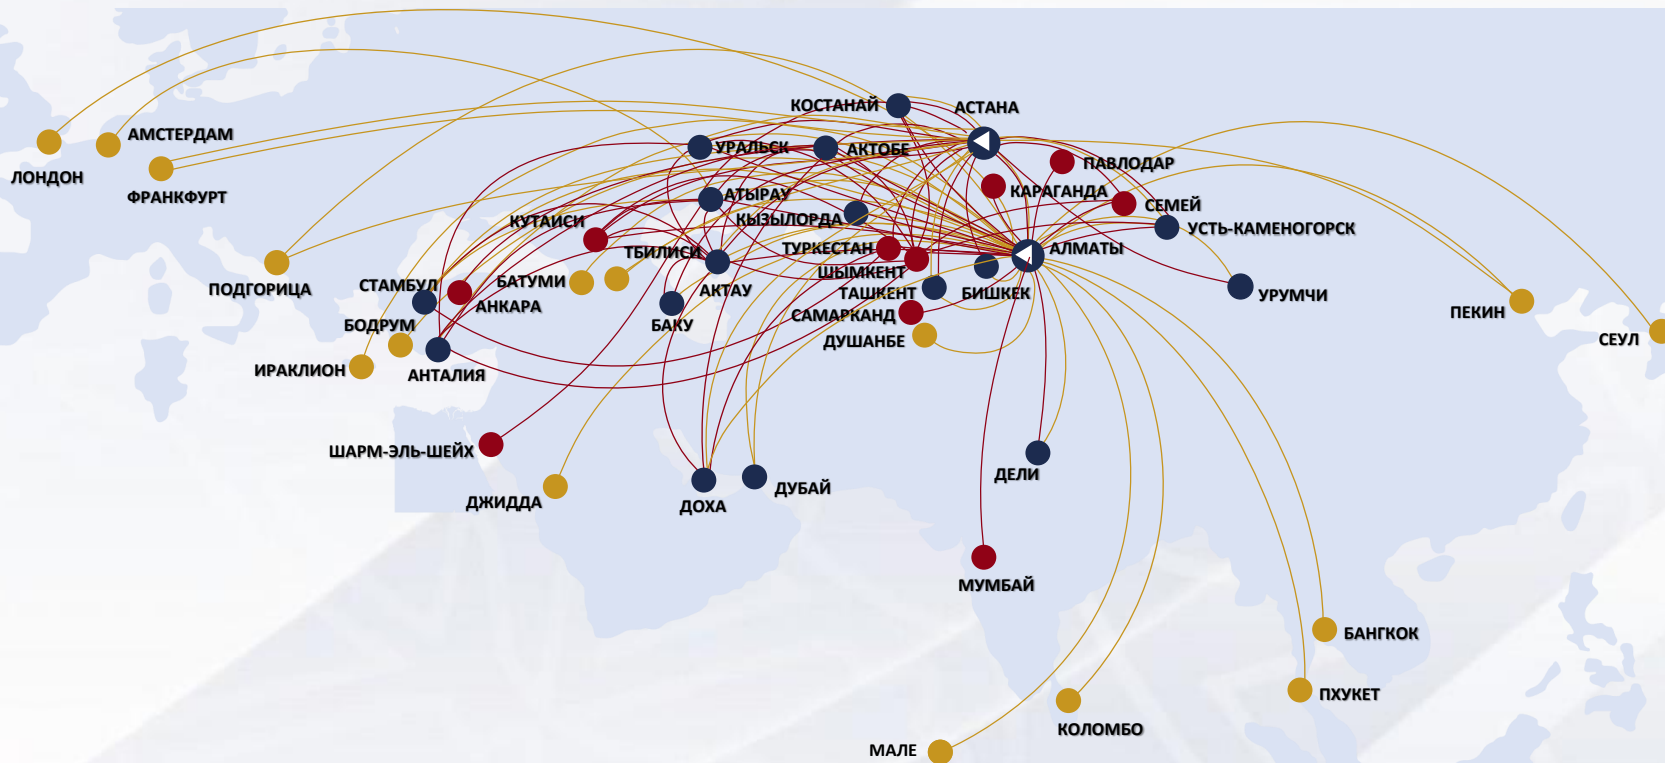 КОСТАНАЙ
АСТАНА
АМСТЕРДАМ
УРАЛЬСК
АКТОБЕ
ПАВЛОДАР
ЛОНДОН
ФРАНКФУРТ
АТЫРАУ
КАРАГАНДА
СЕМЕЙ
КУТАИСИ
КЫЗЫЛОРДА
УСТЬ-КАМЕНОГОРСК
ТБИЛИСИ
ТУРКЕСТАН
АЛМАТЫ
ШЫМКЕНТ
ПОДГОРИЦА
СТАМБУЛ
БАТУМИ
АКТАУ
ТАШКЕНТ
БИШКЕК
УРУМЧИ
АНКАРА
САМАРКАНД
ПЕКИН
БОДРУМ
БАКУ
ДУШАНБЕ
СЕУЛ
ИРАКЛИОН
АНТАЛИЯ
ШАРМ-ЭЛЬ-ШЕЙХ
ДЕЛИ
ДЖИДДА
ДОХА
ДУБАЙ
МУМБАЙ
БАНГКОК
ПХУКЕТ
КОЛОМБО
МАЛЕ